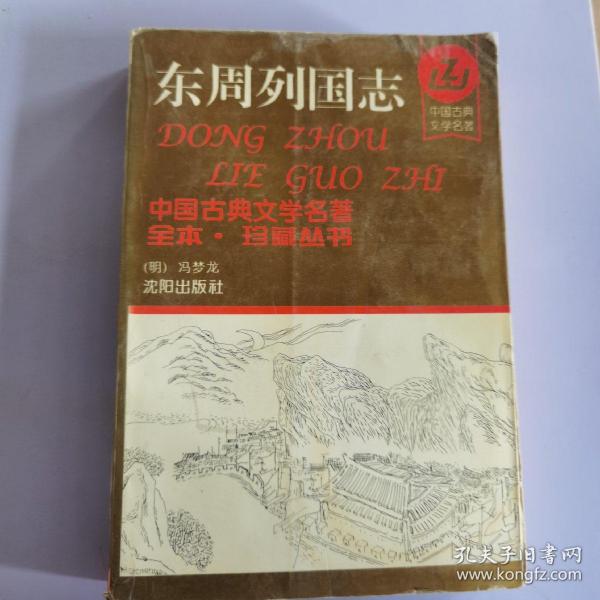 东周列国志
DONG ZHOU
LIE GUO ZHI
中国古典
文学名著
中国古典文学名著
全本·珍藏丛书
(明) 冯梦龙
沈阳出版社
孔夫子旧书网
www.kongfz.com